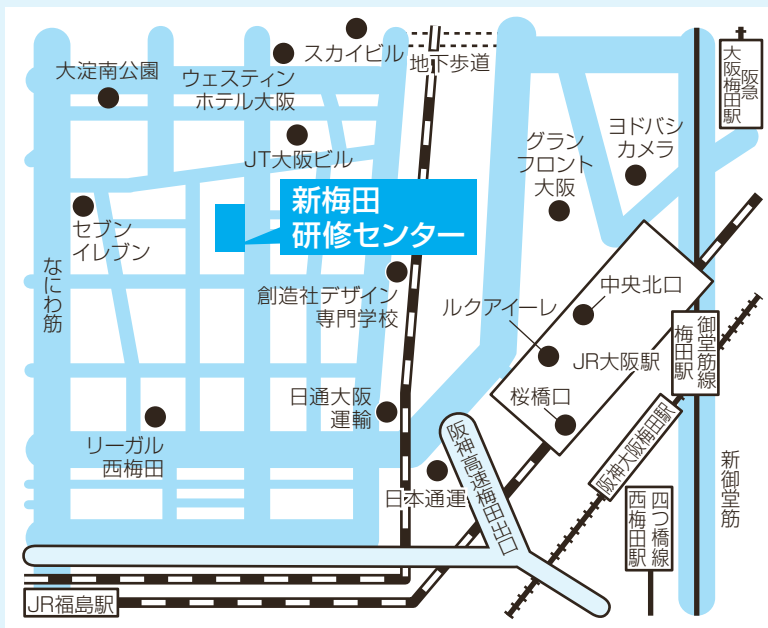 スカイビル
地下歩道
阪急
大阪梅田駅
大淀南公園
ウェスティン
ホテル大阪
グラン
フロント
大阪
ヨドバシ
カメラ
JT大阪ビル
新梅田
研修センター
セブン
イレブン
なにわ筋
創造社デザイン
専門学校
ルクアイーレ
中央北口
JR大阪駅
御堂筋線
梅田駅
桜橋口
日通大阪
運輸
リーガル
西梅田
阪神高速梅田出口
阪神大阪梅田駅
新御堂筋
日本通運
四つ橋線
西梅田駅
JR福島駅